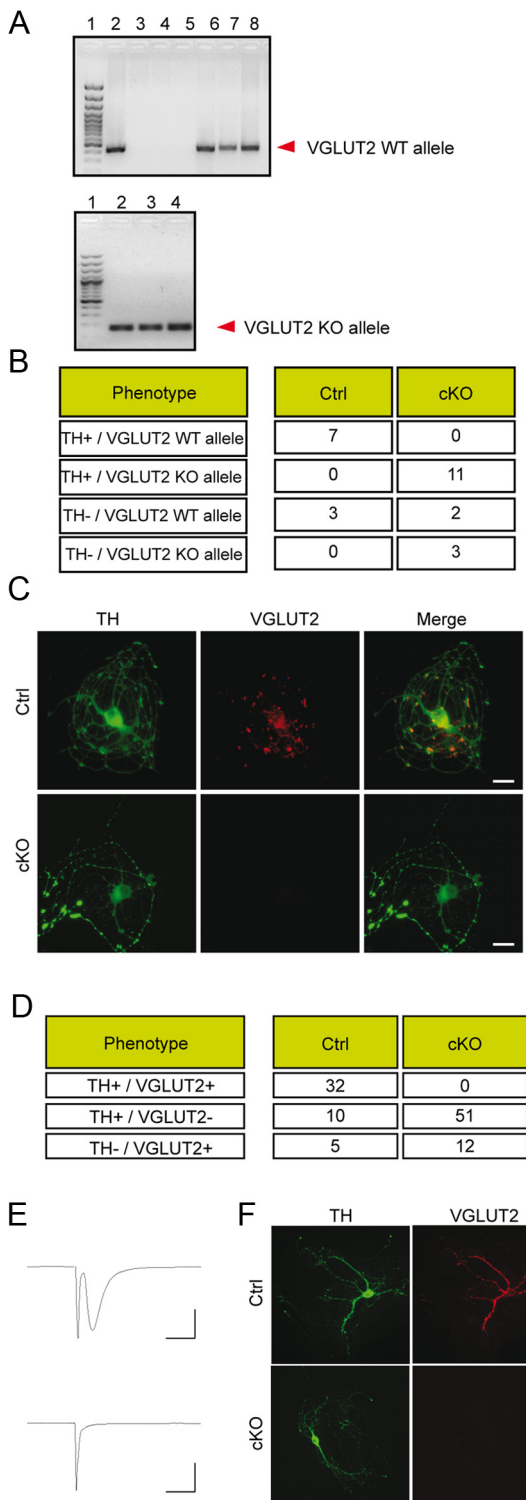 A
1 2 3 4 5 6 7 8
VGLUT2 WT allele
1 2 3 4
VGLUT2 KO allele
B
Phenotype Ctrl cKO
TH+ / VGLUT2 WT allele 7 0
TH+ / VGLUT2 KO allele 0 11
TH- / VGLUT2 WT allele 3 2
TH- / VGLUT2 KO allele 0 3
C
TH VGLUT2 Merge
Ctrl
cKO
D
Phenotype Ctrl cKO
TH+ / VGLUT2+ 32 0
TH+ / VGLUT2- 10 51
TH- / VGLUT2+ 5 12
E
F
TH VGLUT2
Ctrl
cKO